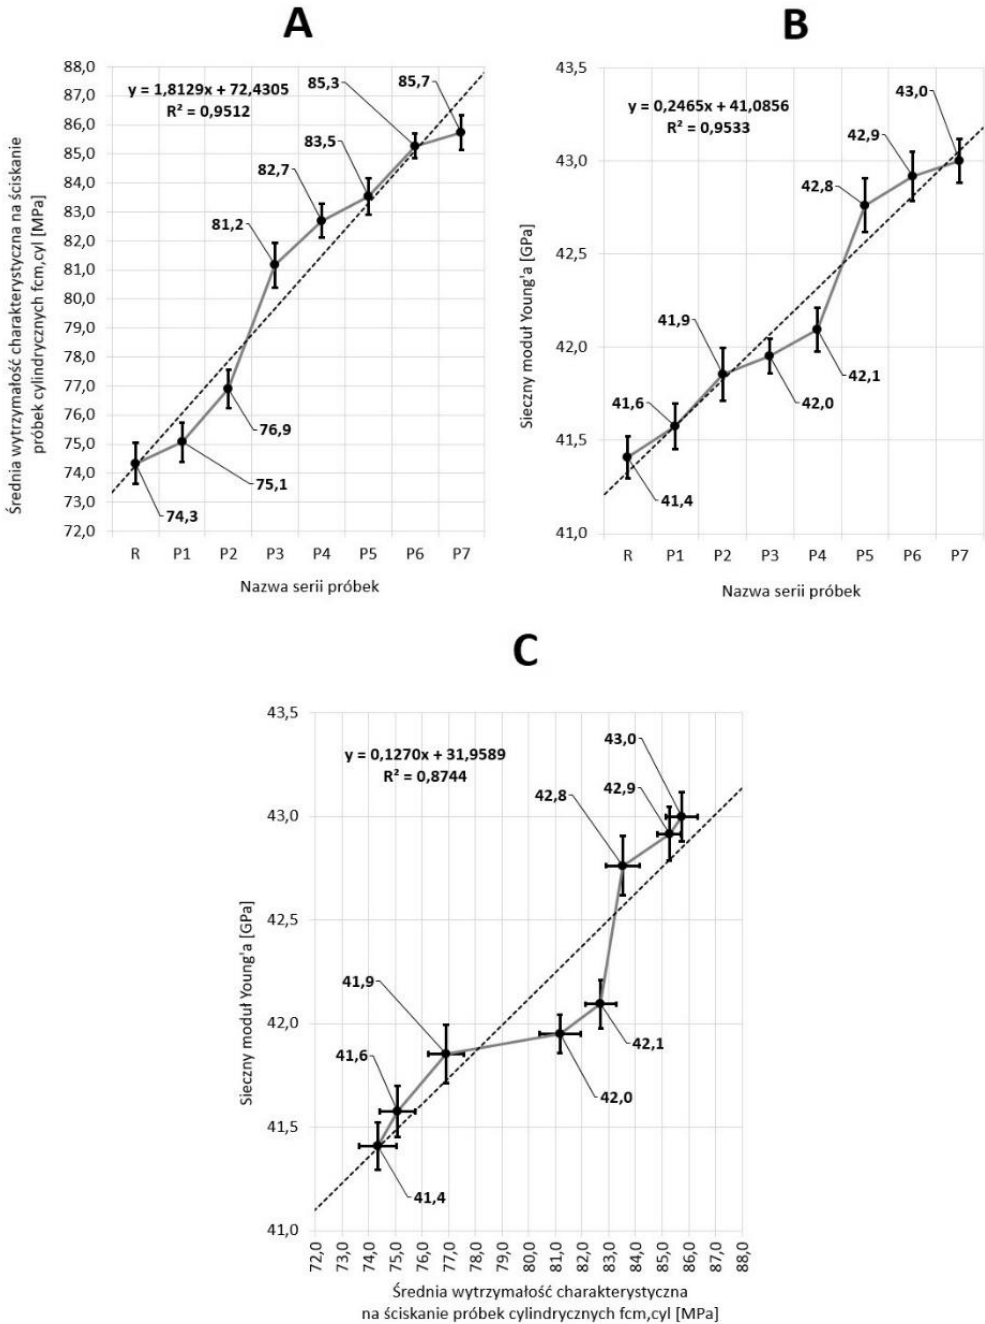 A
Średnia wytrzymałość charakterystyczna na ściskanie
próbek cylindrycznych fcm,cyl [MPa]
88,0
87,0
86,0
85,0
84,0
83,0
82,0
81,0
80,0
79,0
78,0
77,0
76,0
75,0
74,0
73,0
72,0
y = 1,8129x + 72,4305
R² = 0,9512
74,3
75,1
76,9
81,2
82,7
83,5
85,3
85,7
R P1 P2 P3 P4 P5 P6 P7
Nazwa serii próbek
B
Sieczny moduł Young'a [GPa]
43,5
43,0
42,5
42,0
41,5
41,0
y = 0,2465x + 41,0856
R² = 0,9533
41,4
41,6
41,9
42,0
42,1
42,8
42,9
43,0
R P1 P2 P3 P4 P5 P6 P7
Nazwa serii próbek
C
Sieczny moduł Young'a [GPa]
43,5
43,0
42,5
42,0
41,5
41,0
y = 0,1270x + 31,9589
R² = 0,8744
41,4
41,6
41,9
42,0
42,1
42,8
42,9
43,0
72,0 73,0 74,0 75,0 76,0 77,0 78,0 79,0 80,0 81,0 82,0 83,0 84,0 85,0 86,0 87,0 88,0
Średnia wytrzymałość charakterystyczna
na ściskanie próbek cylindrycznych fcm,cyl [MPa]